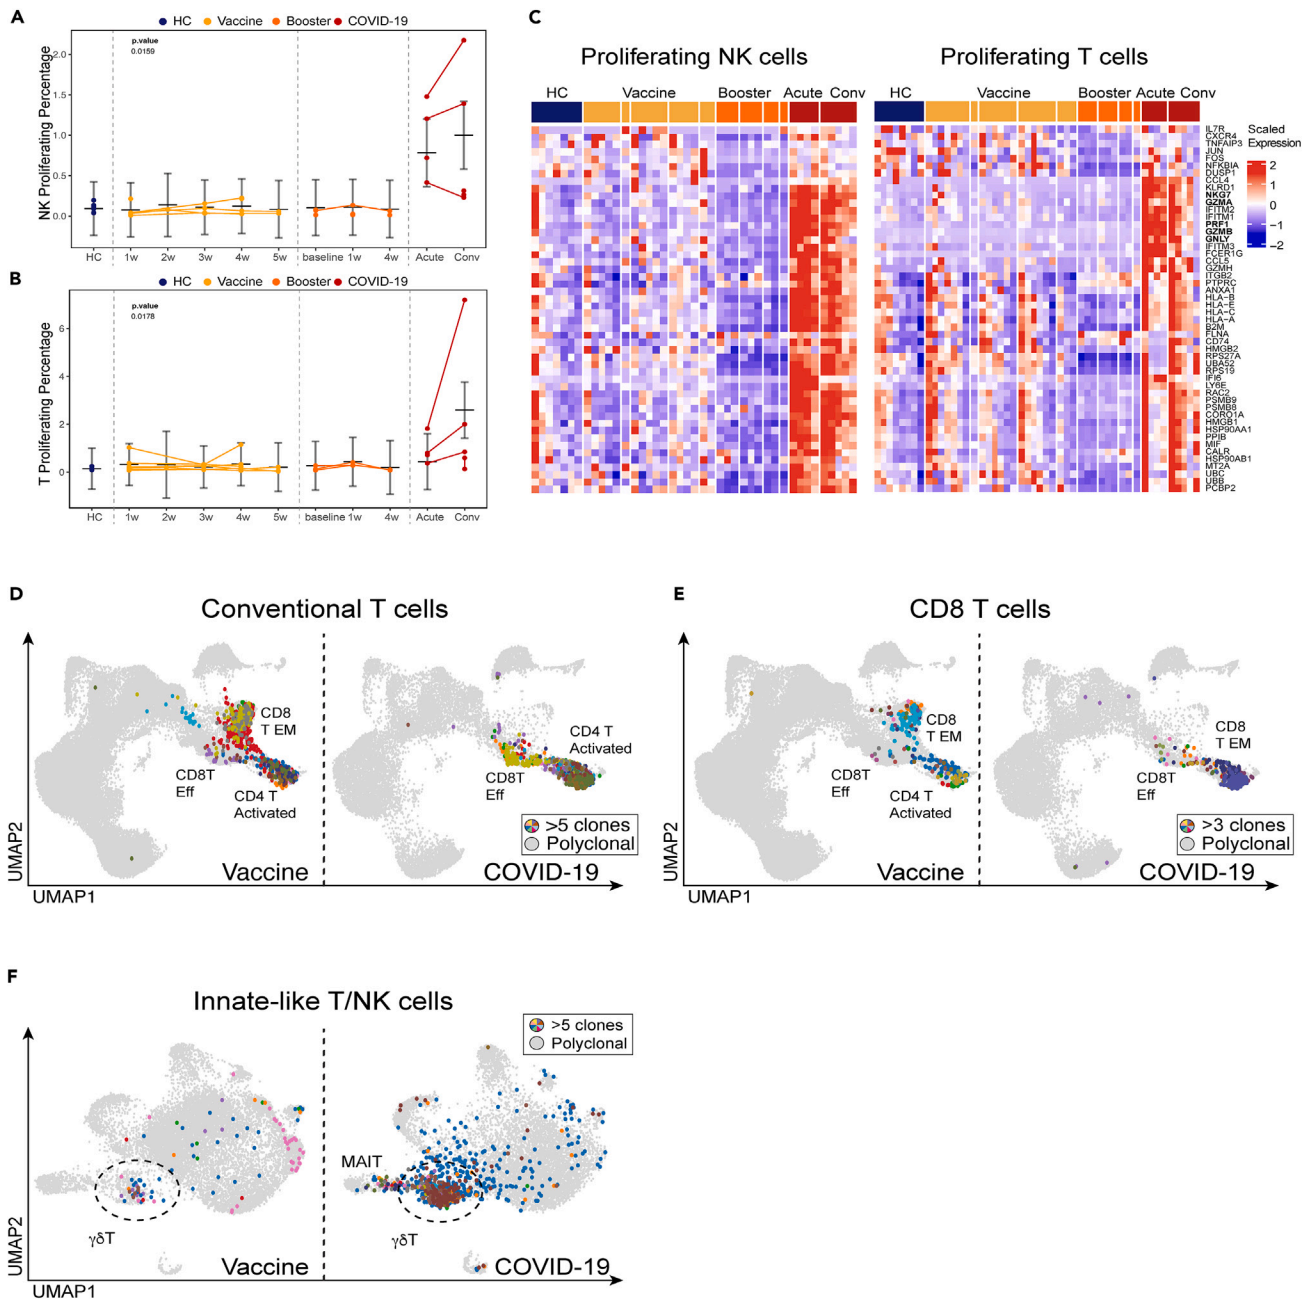 A
HC Vaccine Booster COVID-19
p.value
0.0159
NK Proliferating Percentage
2.0
1.5
1.0
0.5
0.0
HC 1w 2w 3w 4w 5w baseline 1w 4w Acute Conv
B
HC Vaccine Booster COVID-19
p.value
0.0178
T Proliferating Percentage
6
4
2
0
HC 1w 2w 3w 4w 5w baseline 1w 4w Acute Conv
C
Proliferating NK cells
HC Vaccine Booster Acute Conv
Proliferating T cells
HC Vaccine Booster Acute Conv
IL7R
CXCR4
TNFAIP3
JUN
FOS
NFKBIA
DUSP1
CCL4
KLRD1
NKG7
GZMA
IFITM2
IFITM1
PRF1
GZMB
GNLY
IFITM3
FCER1G
CCL5
GZMH
ITGB2
PTPRC
ANXA1
HLA−B
HLA−E
HLA−C
HLA−A
B2M
FLNA
CD74
HMGB2
RPS27A
UBA52
RPS19
IFI6
LY6E
RAC2
PSMB9
PSMB8
CORO1A
HMGB1
HSP90AA1
PPIB
MIF
CALR
HSP90AB1
MT2A
UBC
UBB
PCBP2
Scaled
Expression
2
1
0
−1
−2
D
Conventional T cells
CD8
T EM
CD8T
Eff
CD4 T
Activated
Vaccine
CD4 T
Activated
CD8T
Eff
>5 clones
Polyclonal
COVID-19
UMAP2
UMAP1
E
CD8 T cells
CD8
T EM
CD8T
Eff
CD4 T
Activated
Vaccine
CD8
T EM
CD8T
Eff
>3 clones
Polyclonal
COVID-19
UMAP2
UMAP1
F
Innate-like T/NK cells
>5 clones
Polyclonal
γδT
Vaccine
MAIT
γδT
COVID-19
UMAP2
UMAP1